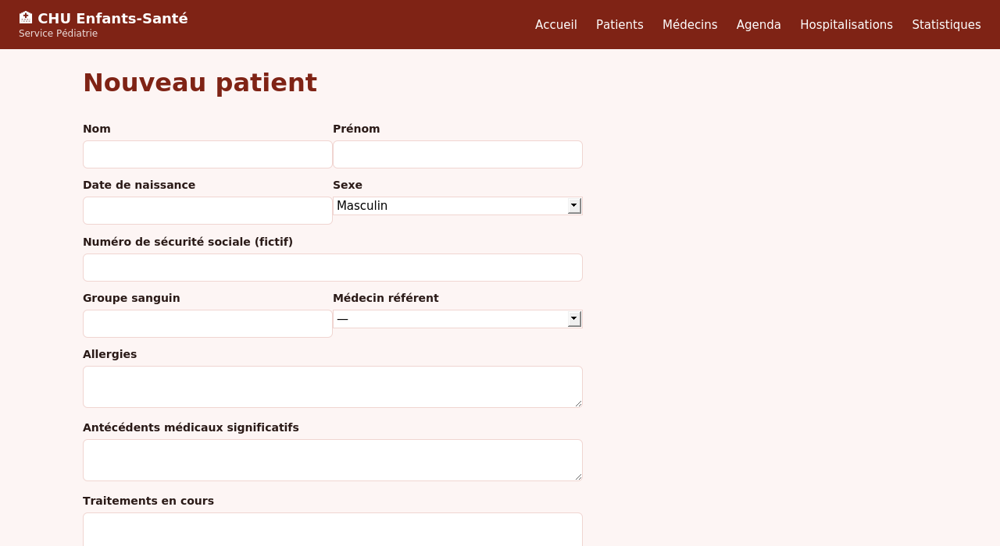 🏥 CHU Enfants-Santé
Service Pédiatrie
Accueil Patients Médecins Agenda Hospitalisations Statistiques
Nouveau patient
Nom Prénom
Date de naissance Sexe
Masculin
Numéro de sécurité sociale (fictif)
Groupe sanguin Médecin référent
—
Allergies
Antécédents médicaux significatifs
Traitements en cours